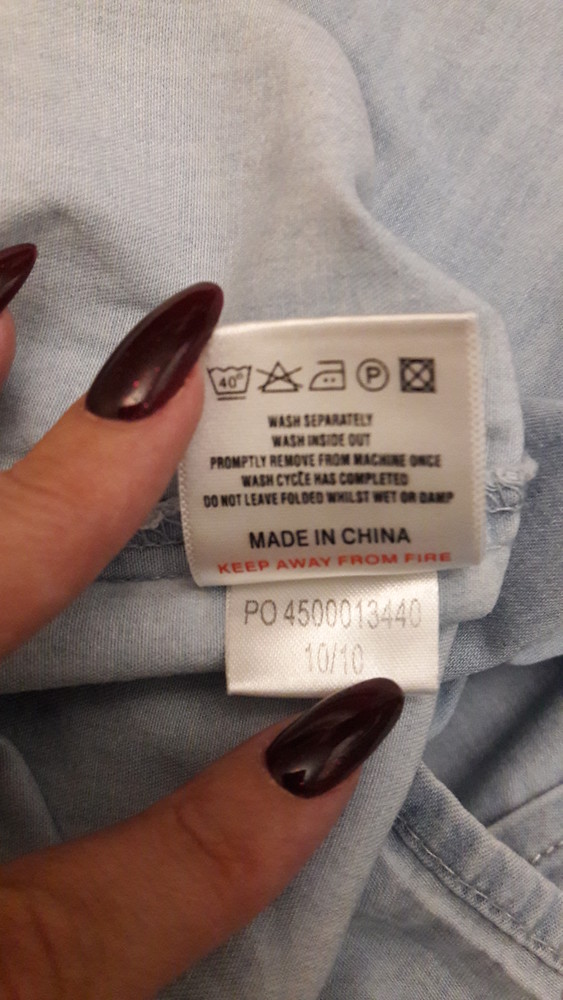 40°
P
WASH SEPARATELY
WASH INSIDE OUT
PROMPTLY REMOVE FROM MACHINE ONCE
WASH CYCLE HAS COMPLETED
DO NOT LEAVE FOLDED WHILST WET OR DAMP
MADE IN CHINA
KEEP AWAY FROM FIRE
PO 4500013440
10/10